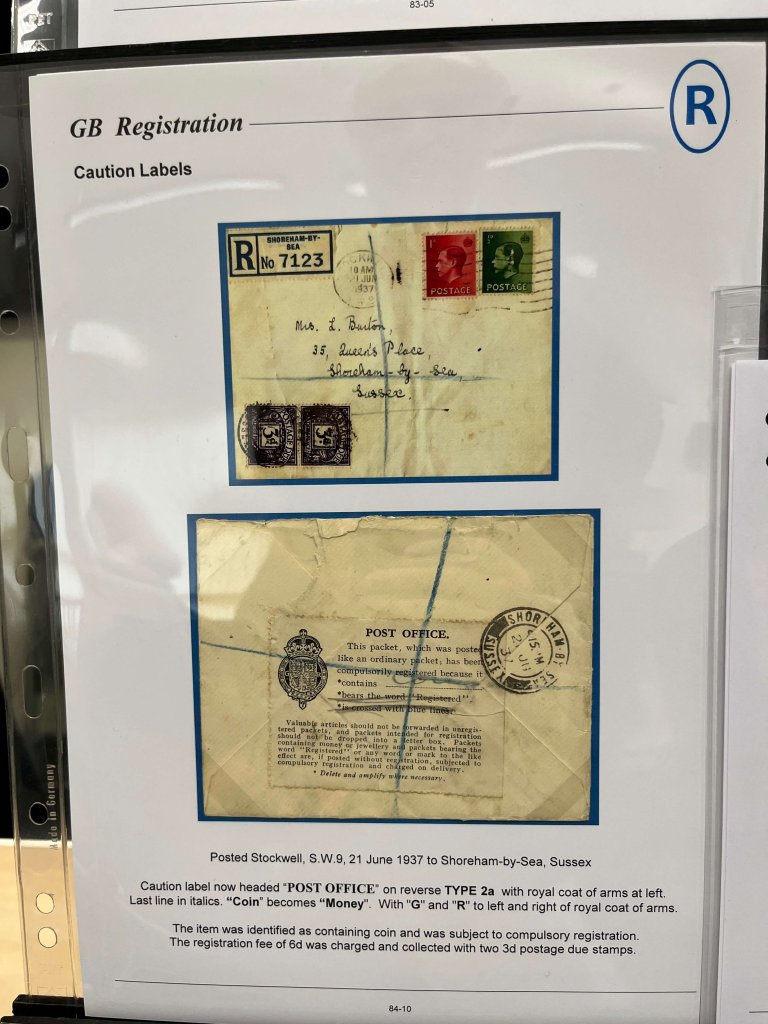 83-05
GB Registration
R
Caution Labels
R
SHOREHAM-BY-
SEA
No 7123
10 AM
JUN
1937
1D
POSTAGE
POSTAGE
Mrs. L. Burton,
35, Queen's Place,
Shoreham-by-Sea,
Sussex.
3d
POSTAGE DUE
3d
POST OFFICE.
This packet, which was posted
like an ordinary packet; has been
compulsorily registered because it
*contains
*bears the word "Registered".
*is crossed with blue lines.
Valuable articles should not be forwarded in unregis-
tered packets, and packets intended for registration
should not be dropped into a letter box. Packets
containing money or jewellery and packets bearing the
word "Registered" or any word or mark to the like
effect are, if posted without registration, subjected to
compulsory registration and charged on delivery.
* Delete and amplify where necessary.
SUSSEX
Made in Germany
Posted Stockwell, S.W.9, 21 June 1937 to Shoreham-by-Sea, Sussex
Caution label now headed "POST OFFICE" on reverse TYPE 2a with royal coat of arms at left.
Last line in italics. "Coin" becomes "Money". With "G" and "R" to left and right of royal coat of arms.
The item was identified as containing coin and was subject to compulsory registration.
The registration fee of 6d was charged and collected with two 3d postage due stamps.
84-10